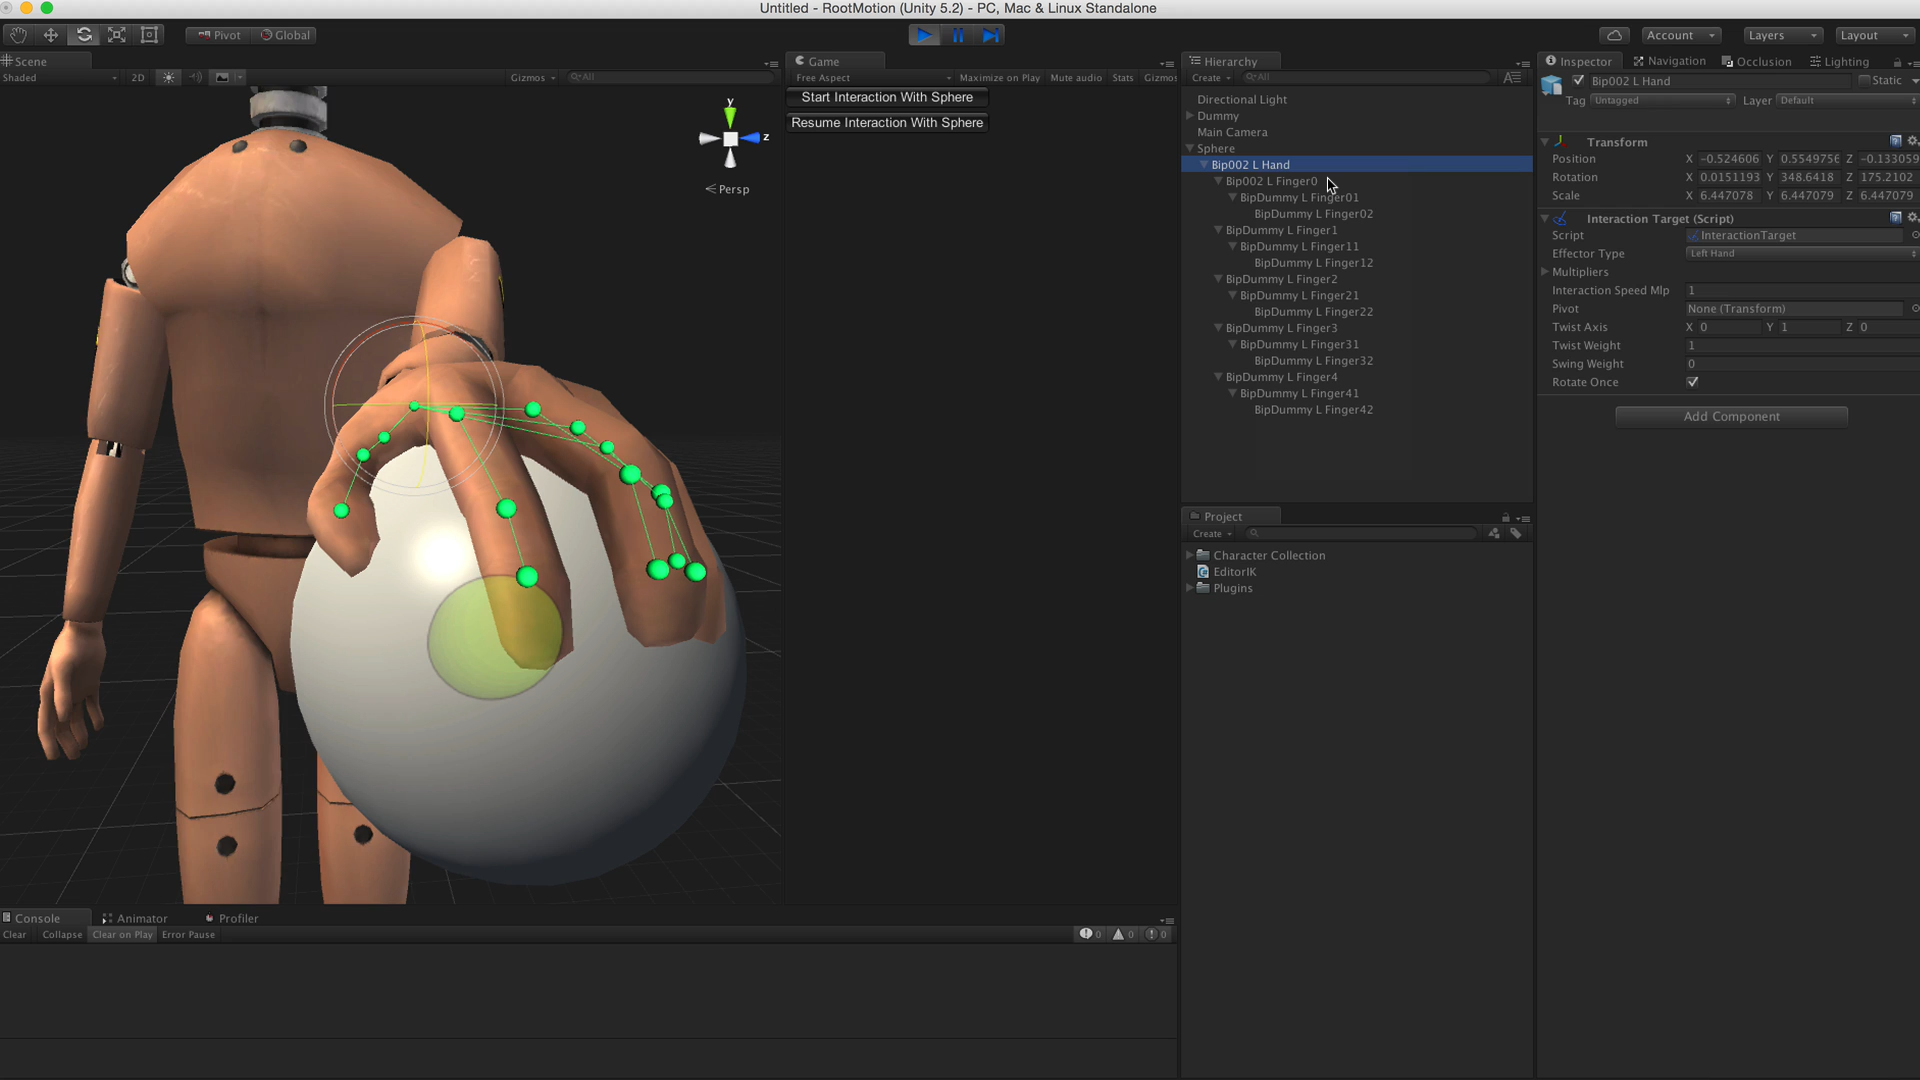 Untitled - RootMotion (Unity 5.2) - PC, Mac & Linux Standalone
Pivot Global
Account Layers Layout
Scene
Shaded 2D Gizmos All
y
z
Persp
Game
Free Aspect Maximize on Play Mute audio Stats Gizmos
Start Interaction With Sphere
Resume Interaction With Sphere
Hierarchy
Create All
Directional Light
Dummy
Main Camera
Sphere
Bip002 L Hand
Bip002 L Finger0
BipDummy L Finger01
BipDummy L Finger02
BipDummy L Finger1
BipDummy L Finger11
BipDummy L Finger12
BipDummy L Finger2
BipDummy L Finger21
BipDummy L Finger22
BipDummy L Finger3
BipDummy L Finger31
BipDummy L Finger32
BipDummy L Finger4
BipDummy L Finger41
BipDummy L Finger42
Project
Create
Character Collection
EditorIK
Plugins
Inspector Navigation Occlusion Lighting
Bip002 L Hand Static
Tag Untagged Layer Default
Transform
Position X -0.524606 Y 0.5549756 Z -0.133059
Rotation X 0.0151193 Y 348.6418 Z 175.2102
Scale X 6.447078 Y 6.447079 Z 6.447079
Interaction Target (Script)
Script InteractionTarget
Effector Type Left Hand
Multipliers
Interaction Speed Mlp 1
Pivot None (Transform)
Twist Axis X 0 Y 1 Z 0
Twist Weight 1
Swing Weight 0
Rotate Once
Add Component
Console Animator Profiler
Clear Collapse Clear on Play Error Pause 0 0 0